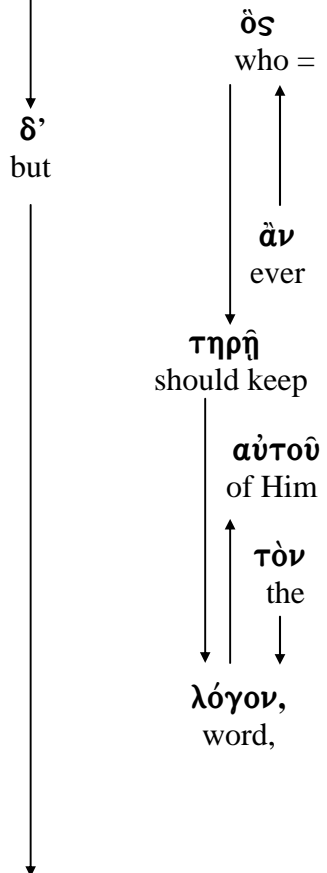 ὃς
who =
δ’
but
ἂν
ever
τηρῇ
should keep
αὐτοῦ
of Him
τὸν
the
λόγον,
word,